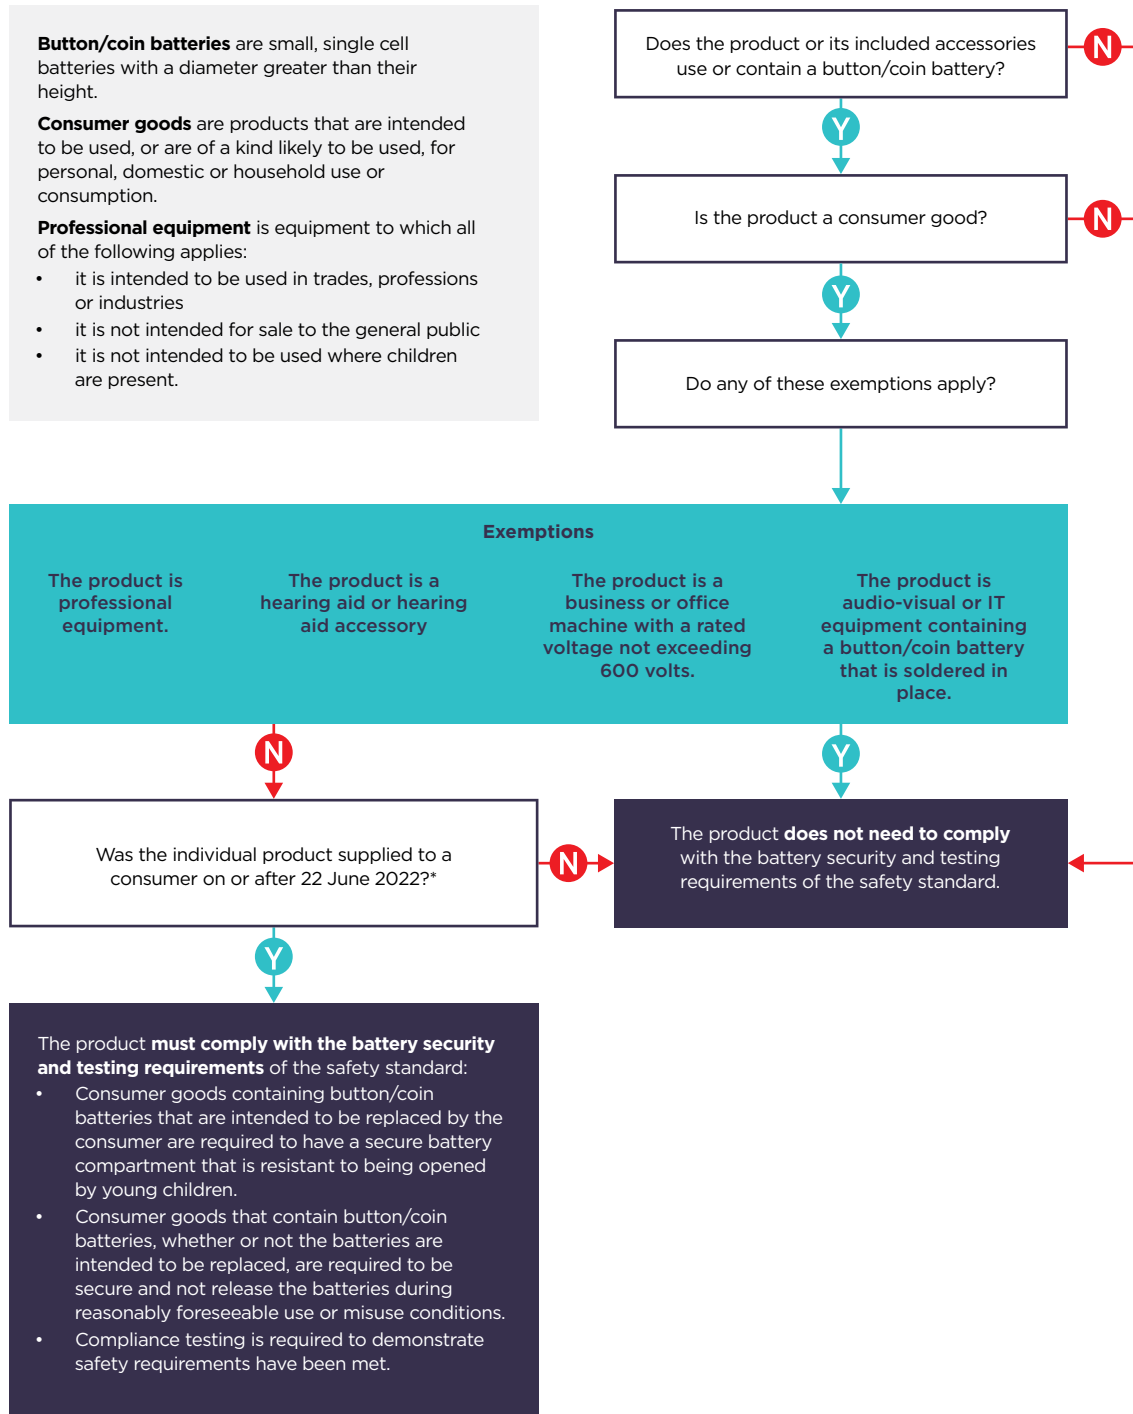 Button/coin batteries are small, single cell
batteries with a diameter greater than their
height.
Consumer goods are products that are intended
to be used, or are of a kind likely to be used, for
personal, domestic or household use or
consumption.
Professional equipment is equipment to which all
of the following applies:
• it is intended to be used in trades, professions
or industries
• it is not intended for sale to the general public
• it is not intended to be used where children
are present.
Does the product or its included accessories
use or contain a button/coin battery?
N
Y
Is the product a consumer good?
N
Y
Do any of these exemptions apply?
Exemptions
The product is
professional
equipment.
The product is a
hearing aid or hearing
aid accessory
The product is a
business or office
machine with a rated
voltage not exceeding
600 volts.
The product is
audio-visual or IT
equipment containing
a button/coin battery
that is soldered in
place.
N
Y
Was the individual product supplied to a
consumer on or after 22 June 2022?*
N
The product does not need to comply
with the battery security and testing
requirements of the safety standard.
Y
The product must comply with the battery security
and testing requirements of the safety standard:
• Consumer goods containing button/coin
batteries that are intended to be replaced by the
consumer are required to have a secure battery
compartment that is resistant to being opened
by young children.
• Consumer goods that contain button/coin
batteries, whether or not the batteries are
intended to be replaced, are required to be
secure and not release the batteries during
reasonably foreseeable use or misuse conditions.
• Compliance testing is required to demonstrate
safety requirements have been met.